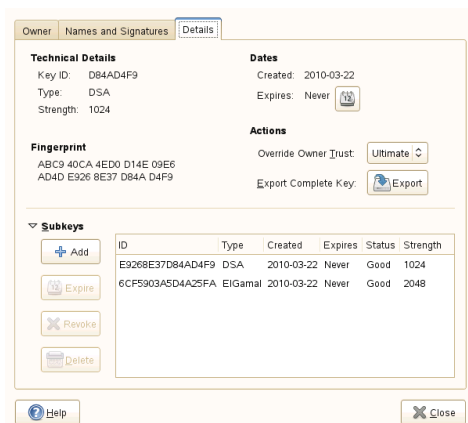 Owner Names and Signatures Details
Technical Details
Key ID: D84AD4F9
Type: DSA
Strength: 1024
Dates
Created: 2010-03-22
Expires: Never 12
Fingerprint
ABC9 40CA 4ED0 D14E 09E6
AD4D E926 8E37 D84A D4F9
Actions
Override Owner Trust: Ultimate
Export Complete Key: Export
Subkeys
Add
Expire
Revoke
Delete
ID Type Created Expires Status Strength
E9268E37D84AD4F9 DSA 2010-03-22 Never Good 1024
6CF5903A5D4A25FA ElGamal 2010-03-22 Never Good 2048
Help Close